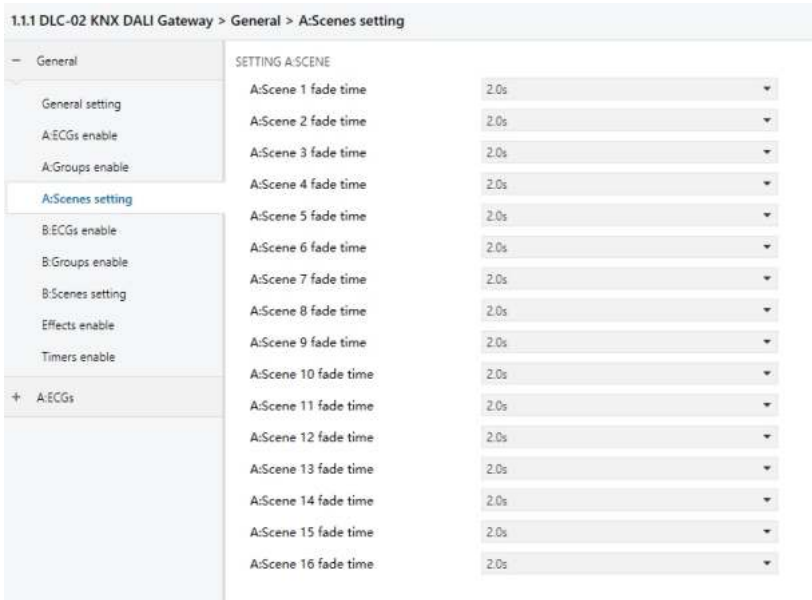 1.1.1 DLC-02 KNX DALI Gateway > General > A:Scenes setting
− General
General setting
A:ECGs enable
A:Groups enable
A:Scenes setting
B:ECGs enable
B:Groups enable
B:Scenes setting
Effects enable
Timers enable
+ A:ECGs
SETTING A:SCENE
A:Scene 1 fade time 2.0s
A:Scene 2 fade time 2.0s
A:Scene 3 fade time 2.0s
A:Scene 4 fade time 2.0s
A:Scene 5 fade time 2.0s
A:Scene 6 fade time 2.0s
A:Scene 7 fade time 2.0s
A:Scene 8 fade time 2.0s
A:Scene 9 fade time 2.0s
A:Scene 10 fade time 2.0s
A:Scene 11 fade time 2.0s
A:Scene 12 fade time 2.0s
A:Scene 13 fade time 2.0s
A:Scene 14 fade time 2.0s
A:Scene 15 fade time 2.0s
A:Scene 16 fade time 2.0s